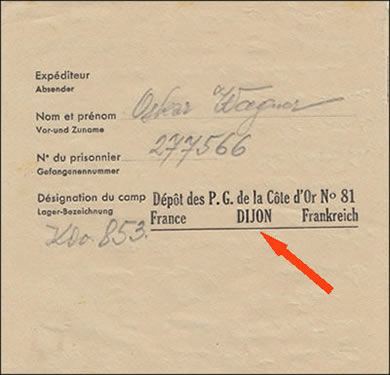 Expéditeur
Absender
Nom et prénom Oskar Wagner
Vor-und Zuname
N° du prisonnier 277566
Gefangenennummer
Désignation du camp Dépôt des P. G. de la Côte d'Or No 81
Lager-Bezeichnung France DIJON Frankreich
Kdo. 853.